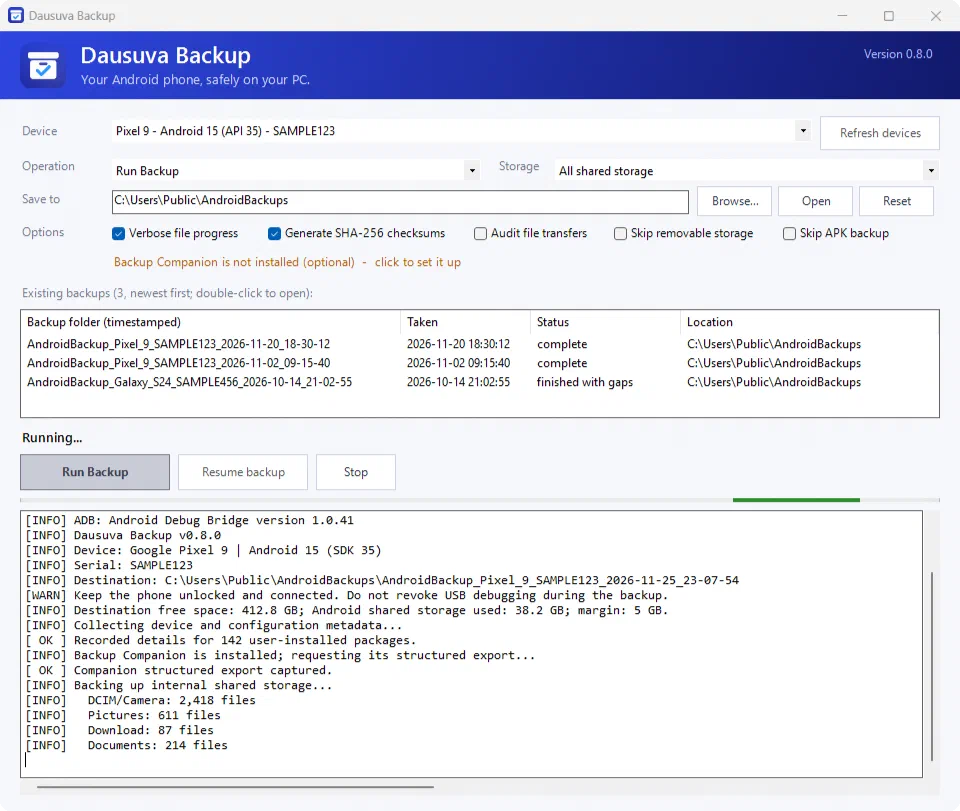 Dausuva Backup
Dausuva Backup
Your Android phone, safely on your PC.
Version 0.8.0
Device
Pixel 9 - Android 15 (API 35) - SAMPLE123
Refresh devices
Operation
Run Backup
Storage
All shared storage
Save to
C:\Users\Public\AndroidBackups
Browse...
Open
Reset
Options
Verbose file progress
Generate SHA-256 checksums
Audit file transfers
Skip removable storage
Skip APK backup
Backup Companion is not installed (optional) - click to set it up
Existing backups (3, newest first; double-click to open):
Backup folder (timestamped) Taken Status Location
AndroidBackup_Pixel_9_SAMPLE123_2026-11-20_18-30-12 2026-11-20 18:30:12 complete C:\Users\Public\AndroidBackups
AndroidBackup_Pixel_9_SAMPLE123_2026-11-02_09-15-40 2026-11-02 09:15:40 complete C:\Users\Public\AndroidBackups
AndroidBackup_Galaxy_S24_SAMPLE456_2026-10-14_21-02-55 2026-10-14 21:02:55 finished with gaps C:\Users\Public\AndroidBackups
Running...
Run Backup
Resume backup
Stop
[INFO] ADB: Android Debug Bridge version 1.0.41
[INFO] Dausuva Backup v0.8.0
[INFO] Device: Google Pixel 9 | Android 15 (SDK 35)
[INFO] Serial: SAMPLE123
[INFO] Destination: C:\Users\Public\AndroidBackups\AndroidBackup_Pixel_9_SAMPLE123_2026-11-25_23-07-54
[WARN] Keep the phone unlocked and connected. Do not revoke USB debugging during the backup.
[INFO] Destination free space: 412.8 GB; Android shared storage used: 38.2 GB; margin: 5 GB.
[INFO] Collecting device and configuration metadata...
[ OK ] Recorded details for 142 user-installed packages.
[INFO] Backup Companion is installed; requesting its structured export...
[ OK ] Companion structured export captured.
[INFO] Backing up internal shared storage...
[INFO]   DCIM/Camera: 2,418 files
[INFO]   Pictures: 611 files
[INFO]   Download: 87 files
[INFO]   Documents: 214 files